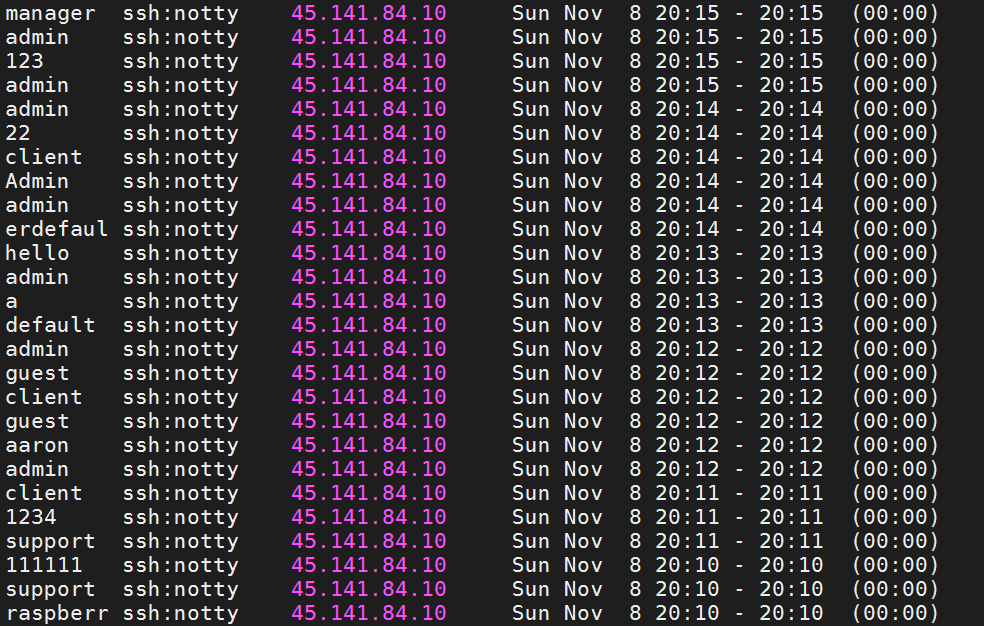 manager  ssh:notty    45.141.84.10     Sun Nov  8 20:15 - 20:15  (00:00)
admin    ssh:notty    45.141.84.10     Sun Nov  8 20:15 - 20:15  (00:00)
123      ssh:notty    45.141.84.10     Sun Nov  8 20:15 - 20:15  (00:00)
admin    ssh:notty    45.141.84.10     Sun Nov  8 20:15 - 20:15  (00:00)
admin    ssh:notty    45.141.84.10     Sun Nov  8 20:14 - 20:14  (00:00)
22       ssh:notty    45.141.84.10     Sun Nov  8 20:14 - 20:14  (00:00)
client   ssh:notty    45.141.84.10     Sun Nov  8 20:14 - 20:14  (00:00)
Admin    ssh:notty    45.141.84.10     Sun Nov  8 20:14 - 20:14  (00:00)
admin    ssh:notty    45.141.84.10     Sun Nov  8 20:14 - 20:14  (00:00)
erdefaul ssh:notty    45.141.84.10     Sun Nov  8 20:14 - 20:14  (00:00)
hello    ssh:notty    45.141.84.10     Sun Nov  8 20:13 - 20:13  (00:00)
admin    ssh:notty    45.141.84.10     Sun Nov  8 20:13 - 20:13  (00:00)
a        ssh:notty    45.141.84.10     Sun Nov  8 20:13 - 20:13  (00:00)
default  ssh:notty    45.141.84.10     Sun Nov  8 20:13 - 20:13  (00:00)
admin    ssh:notty    45.141.84.10     Sun Nov  8 20:12 - 20:12  (00:00)
guest    ssh:notty    45.141.84.10     Sun Nov  8 20:12 - 20:12  (00:00)
client   ssh:notty    45.141.84.10     Sun Nov  8 20:12 - 20:12  (00:00)
guest    ssh:notty    45.141.84.10     Sun Nov  8 20:12 - 20:12  (00:00)
aaron    ssh:notty    45.141.84.10     Sun Nov  8 20:12 - 20:12  (00:00)
admin    ssh:notty    45.141.84.10     Sun Nov  8 20:12 - 20:12  (00:00)
client   ssh:notty    45.141.84.10     Sun Nov  8 20:11 - 20:11  (00:00)
1234     ssh:notty    45.141.84.10     Sun Nov  8 20:11 - 20:11  (00:00)
support  ssh:notty    45.141.84.10     Sun Nov  8 20:11 - 20:11  (00:00)
111111   ssh:notty    45.141.84.10     Sun Nov  8 20:10 - 20:10  (00:00)
support  ssh:notty    45.141.84.10     Sun Nov  8 20:10 - 20:10  (00:00)
raspberr ssh:notty    45.141.84.10     Sun Nov  8 20:10 - 20:10  (00:00)